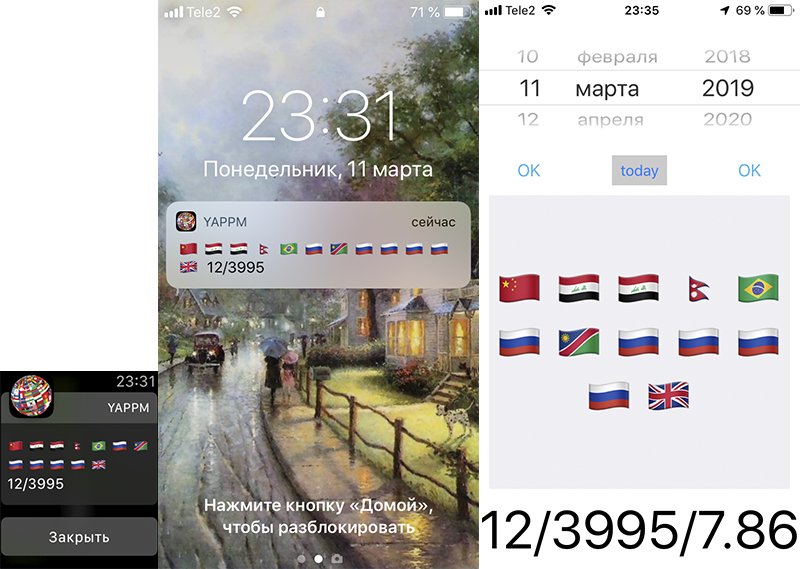 23:31
YAPPM
12/3995
Закрыть
Tele2
71 %
23:31
Понедельник, 11 марта
YAPPM
сейчас
12/3995
Нажмите кнопку «Домой»,
чтобы разблокировать
Tele2
23:35
69 %
10 февраля 2018
11 марта 2019
12 апреля 2020
OK today OK
12/3995/7.86